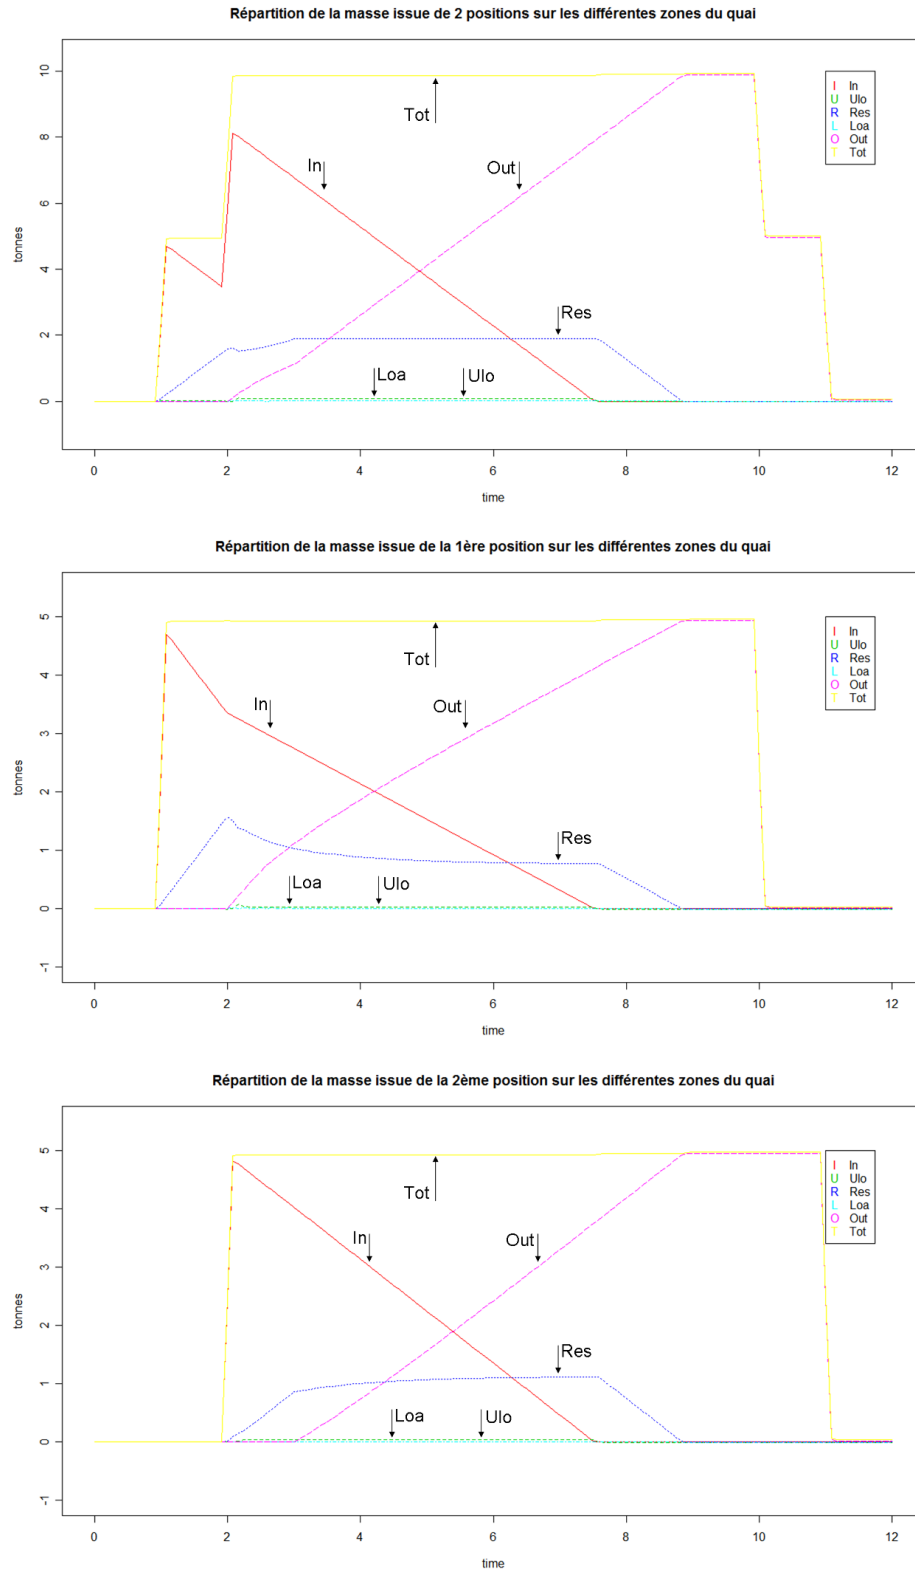 Répartition de la masse issue de 2 positions sur les différentes zones du quai
tonnes
10
8
6
4
2
0
I In
U Ulo
R Res
L Loa
O Out
T Tot
Tot
In
Out
Res
Loa
Ulo
0 2 4 6 8 10 12
time
Répartition de la masse issue de la 1ère position sur les différentes zones du quai
tonnes
5
4
3
2
1
0
-1
I In
U Ulo
R Res
L Loa
O Out
T Tot
Tot
In
Out
Res
Loa
Ulo
0 2 4 6 8 10 12
time
Répartition de la masse issue de la 2ème position sur les différentes zones du quai
tonnes
5
4
3
2
1
0
-1
I In
U Ulo
R Res
L Loa
O Out
T Tot
Tot
In
Out
Res
Loa
Ulo
0 2 4 6 8 10 12
time